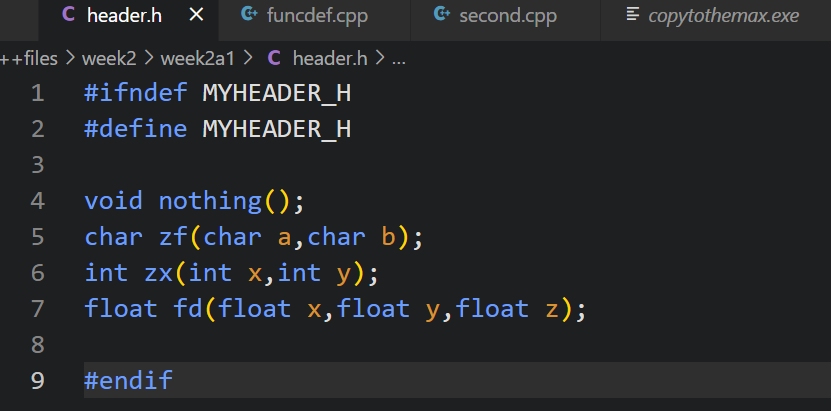 header.h funcdef.cpp second.cpp copytothemax.exe
++files > week2 > week2a1 > C header.h > ...
1 #ifndef MYHEADER_H
2 #define MYHEADER_H
3
4 void nothing();
5 char zf(char a,char b);
6 int zx(int x,int y);
7 float fd(float x,float y,float z);
8
9 #endif